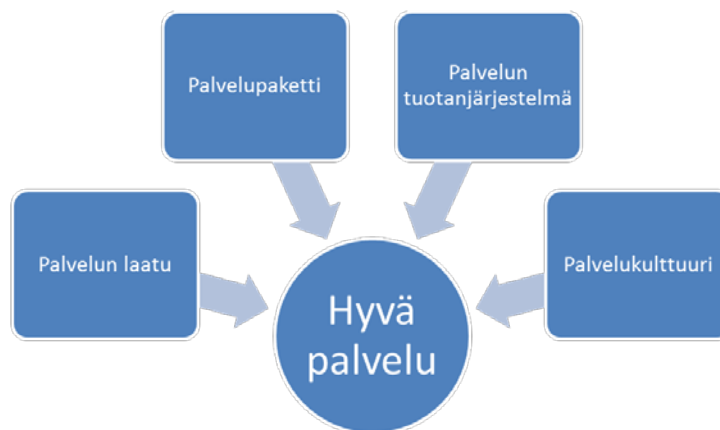 Palvelupaketti
Palvelun
tuotanjärjestelmä
Palvelun laatu
Palvelukulttuuri
Hyvä
palvelu